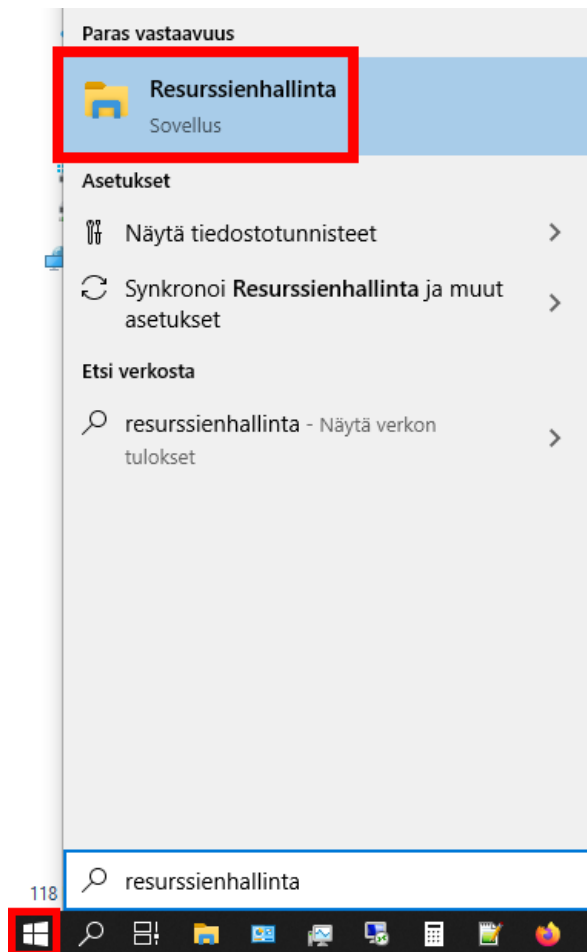 Paras vastaavuus
Resurssienhallinta
Sovellus
Asetukset
Näytä tiedostotunnisteet
Synkronoi Resurssienhallinta ja muut
asetukset
Etsi verkosta
resurssienhallinta - Näytä verkon
tulokset
118
resurssienhallinta